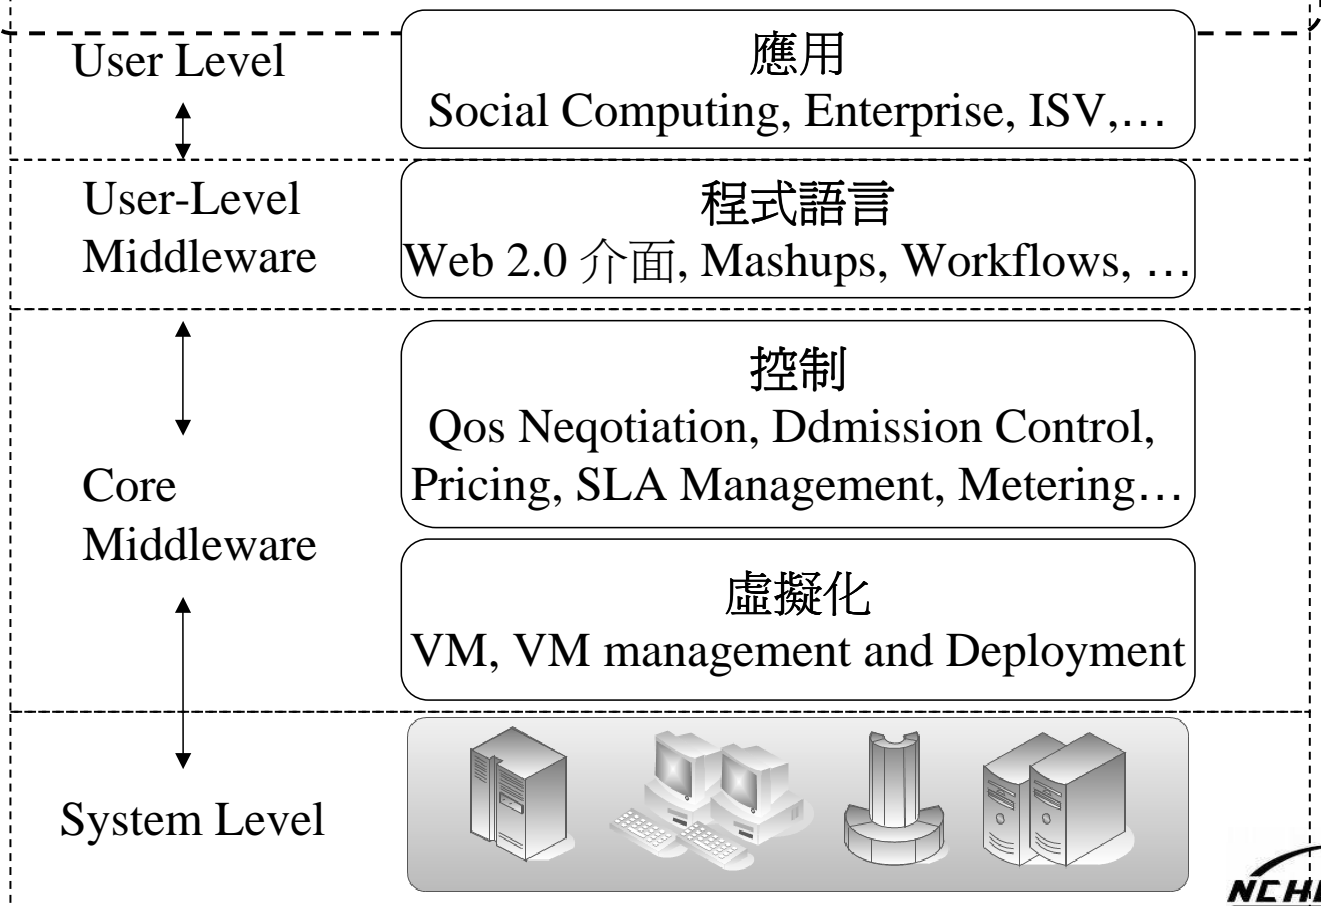 User Level
應用
Social Computing, Enterprise, ISV,…
User-Level
Middleware
程式語言
Web 2.0 介面, Mashups, Workflows, …
控制
Qos Neqotiation, Ddmission Control,
Pricing, SLA Management, Metering…
Core
Middleware
虛擬化
VM, VM management and Deployment
System Level